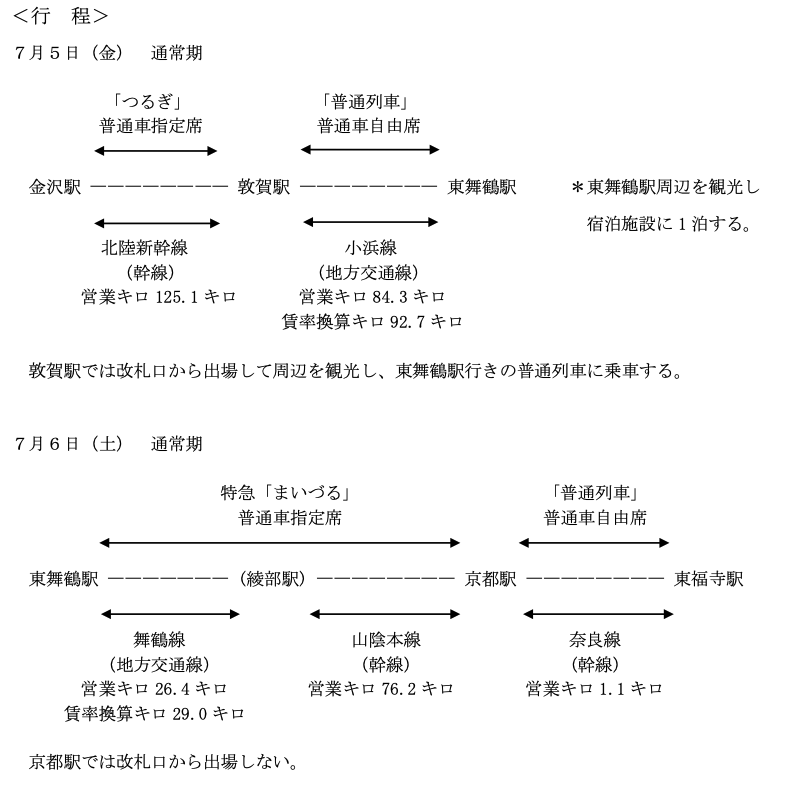 ＜行　程＞
７月５日（金）　通常期
「つるぎ」　「普通列車」
普通車指定席　普通車自由席
金沢駅 －－－－－－－－ 敦賀駅 －－－－－－－－ 東舞鶴駅　＊東舞鶴駅周辺を観光し
宿泊施設に１泊する。
北陸新幹線　小浜線
（幹線）　（地方交通線）
営業キロ 125.1 キロ　営業キロ 84.3 キロ
賃率換算キロ 92.7 キロ
敦賀駅では改札口から出場して周辺を観光し、東舞鶴駅行きの普通列車に乗車する。
７月６日（土）　通常期
特急「まいづる」　「普通列車」
普通車指定席　普通車自由席
東舞鶴駅 －－－－－－－（綾部駅）－－－－－－－－ 京都駅 －－－－－－－－ 東福寺駅
舞鶴線　山陰本線　奈良線
（地方交通線）　（幹線）　（幹線）
営業キロ 26.4 キロ　営業キロ 76.2 キロ　営業キロ 1.1 キロ
賃率換算キロ 29.0 キロ
京都駅では改札口から出場しない。